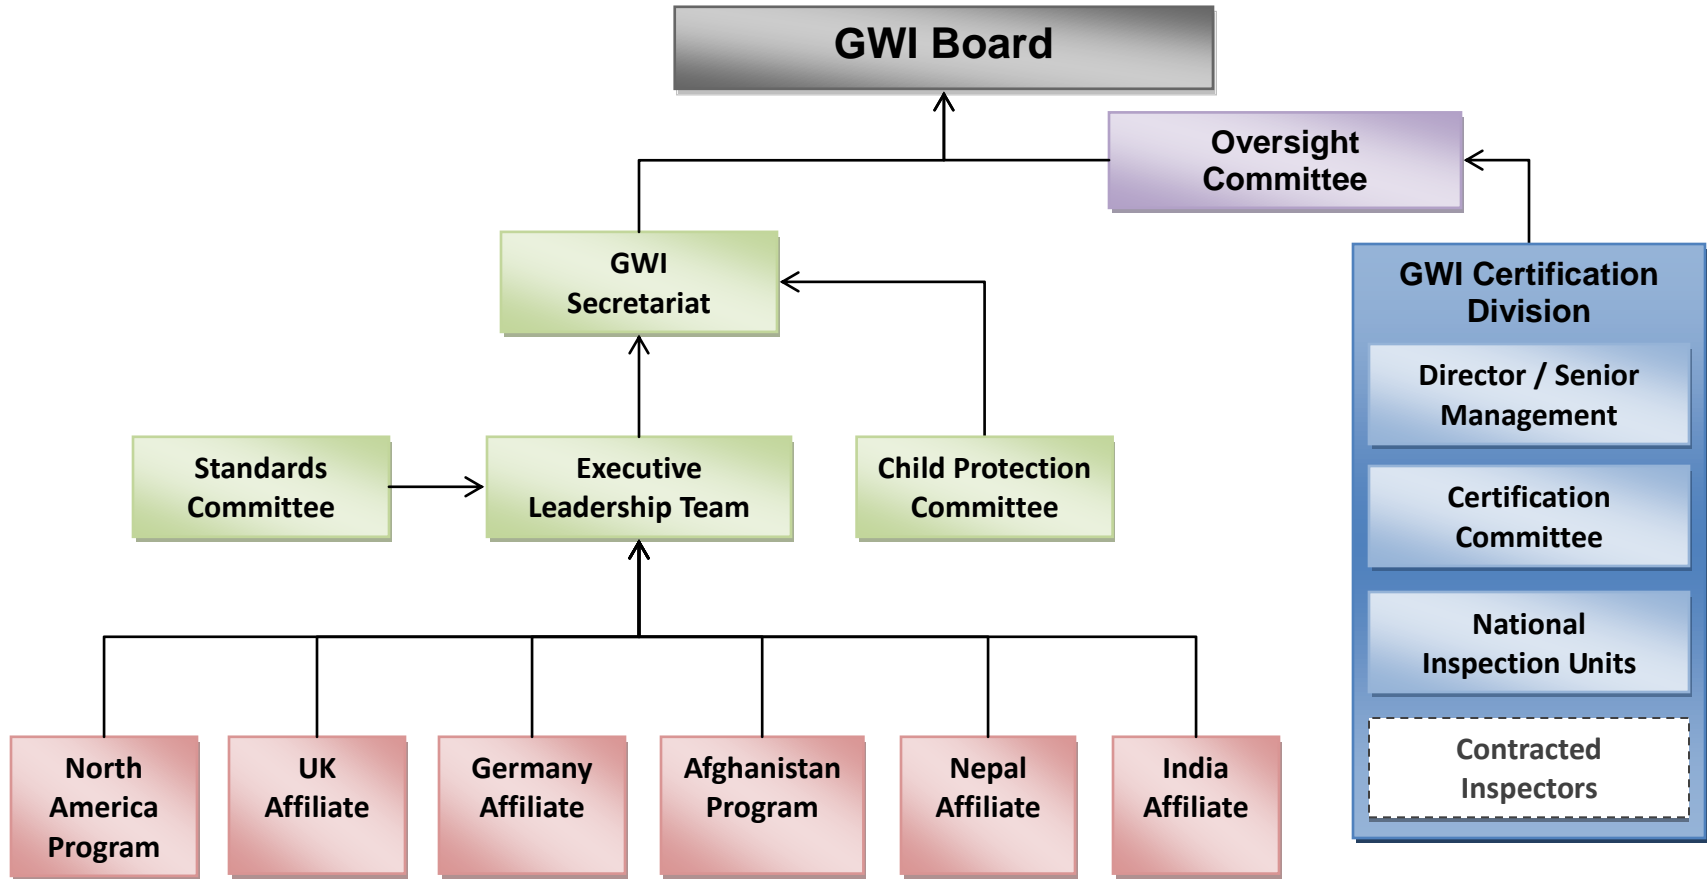 GWI Board
Oversight
Committee
GWI
Secretariat
GWI Certification
Division
Director / Senior
Management
Certification
Committee
National
Inspection Units
Contracted
Inspectors
Standards
Committee
Executive
Leadership Team
Child Protection
Committee
North
America
Program
UK
Affiliate
Germany
Affiliate
Afghanistan
Program
Nepal
Affiliate
India
Affiliate